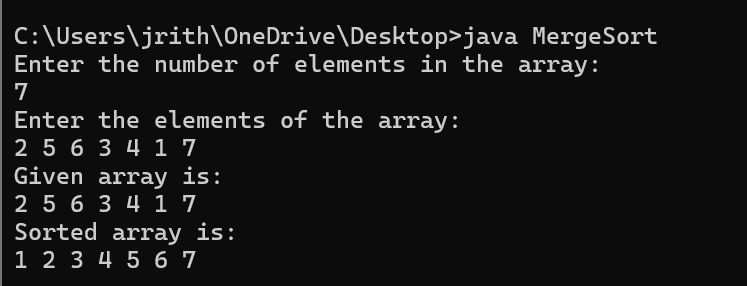 C:\Users\jrith\OneDrive\Desktop>java MergeSort
Enter the number of elements in the array:
7
Enter the elements of the array:
2 5 6 3 4 1 7
Given array is:
2 5 6 3 4 1 7
Sorted array is:
1 2 3 4 5 6 7